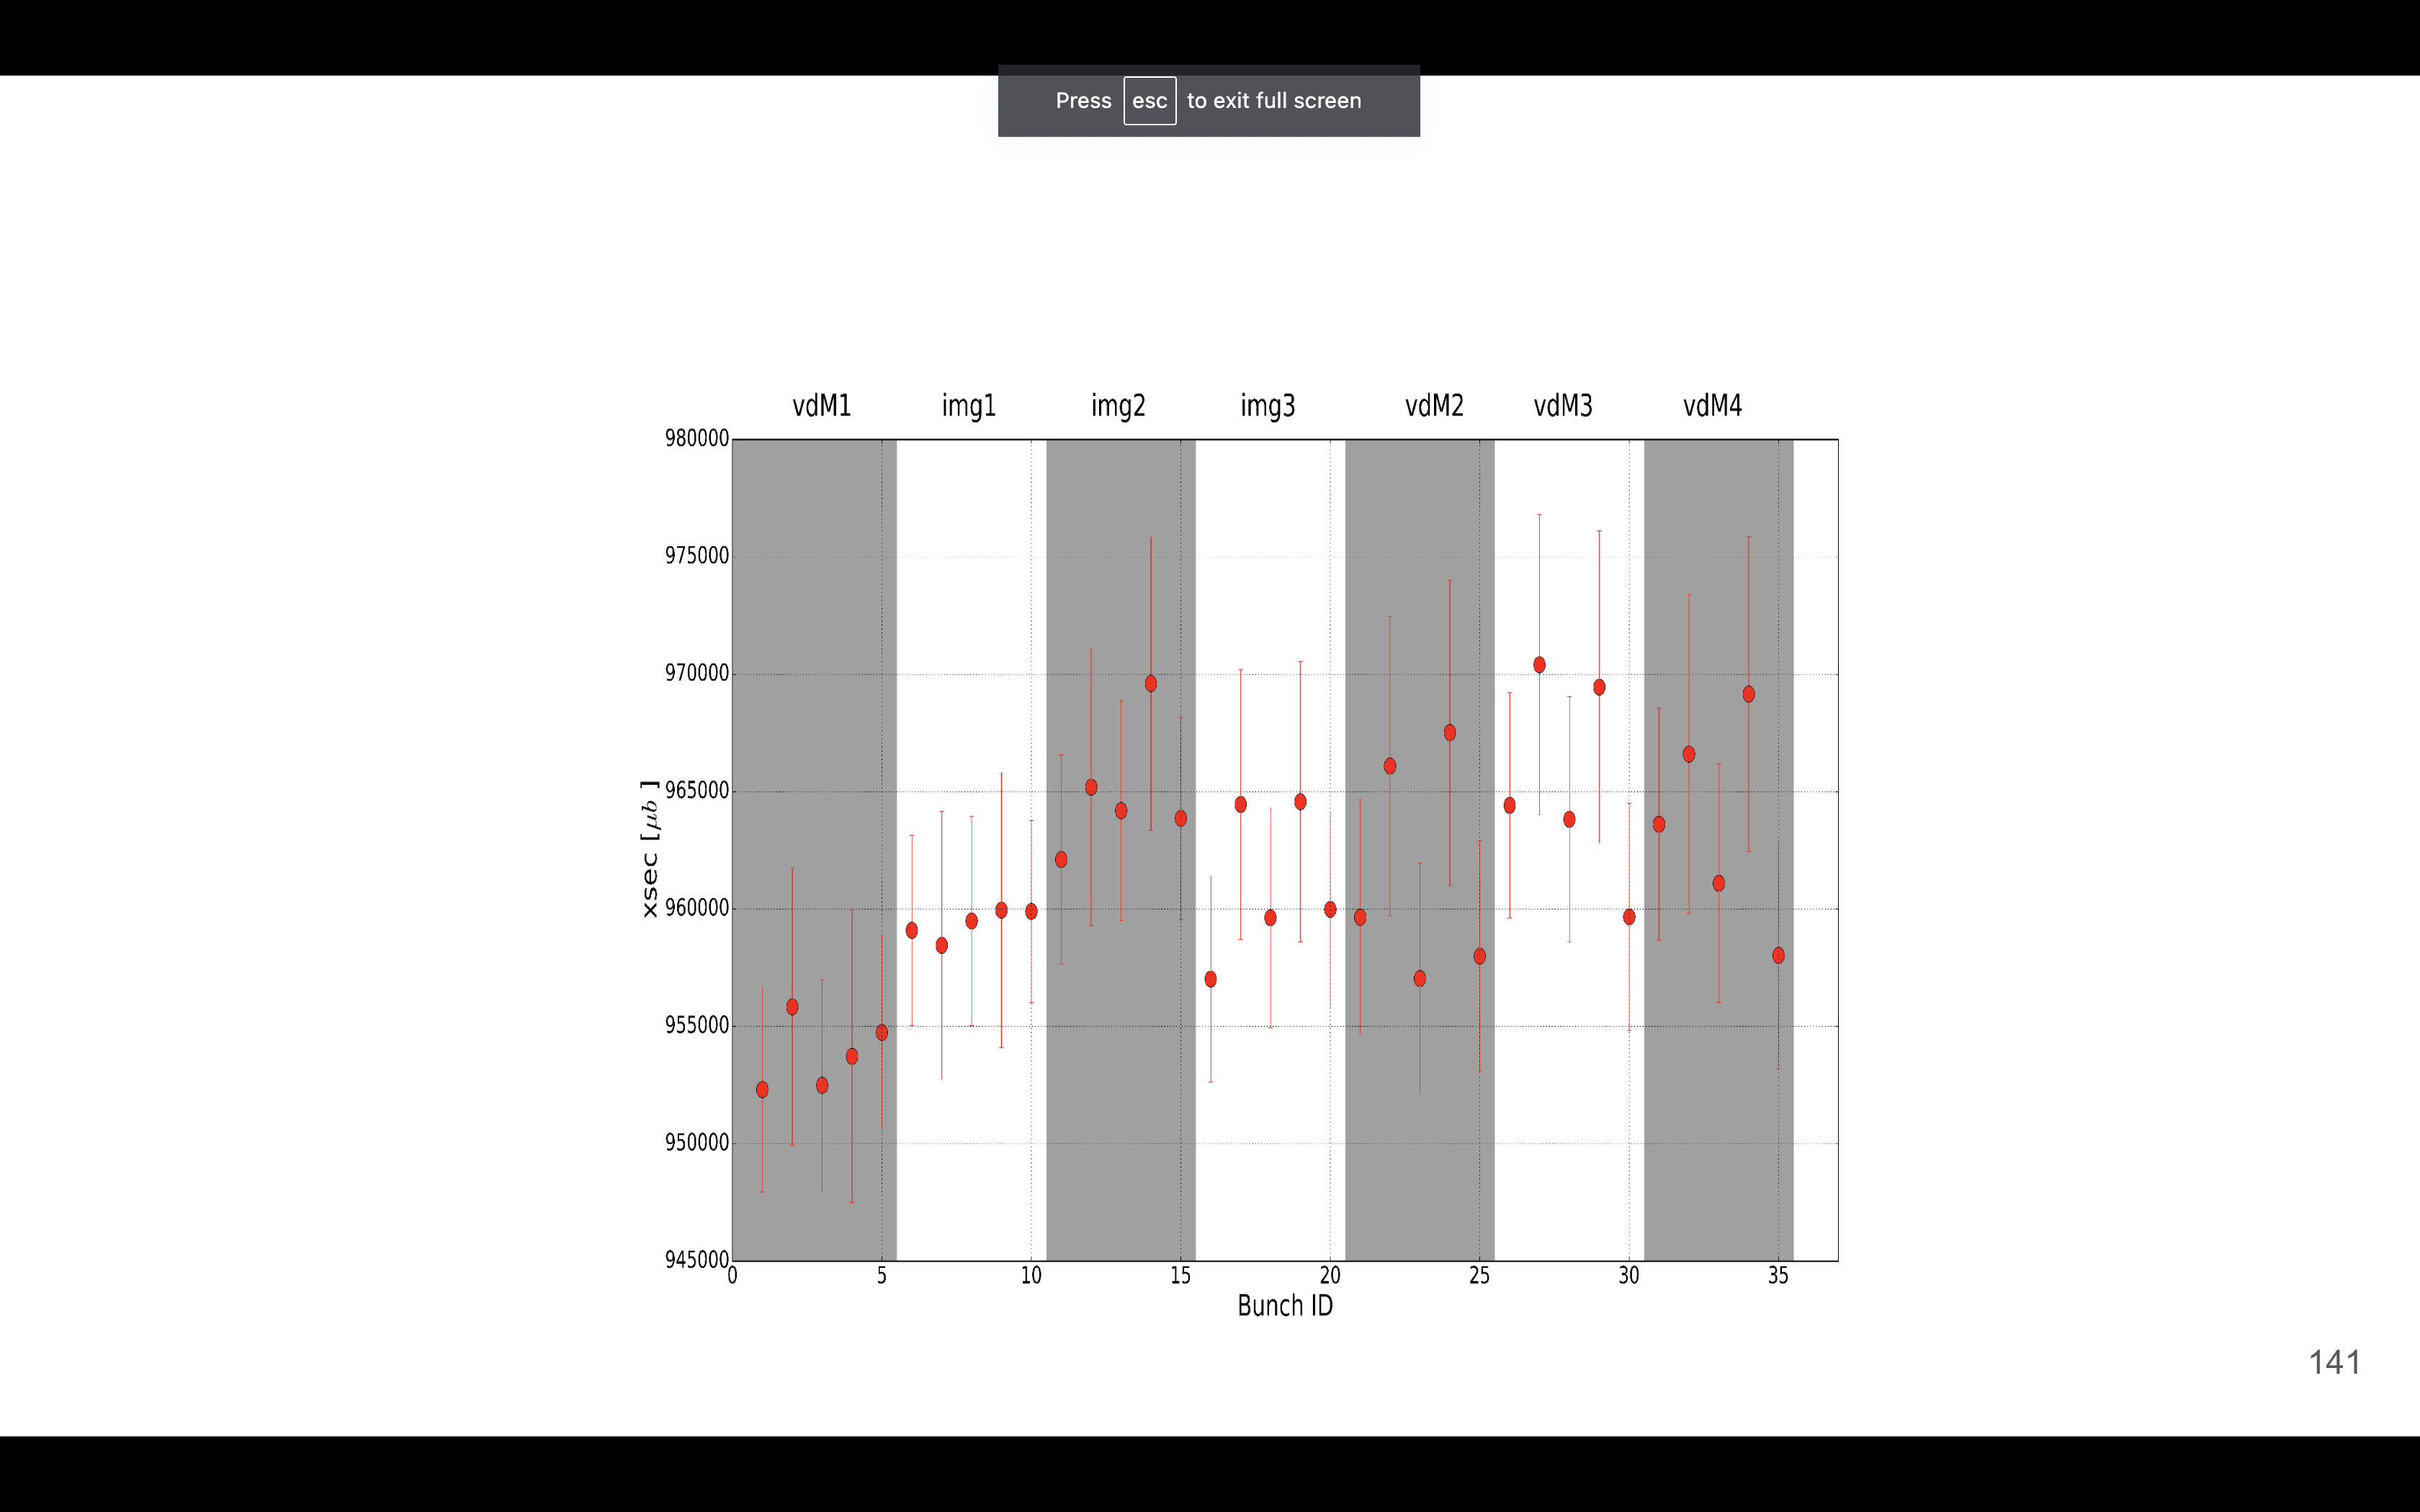 Press esc to exit full screen
vdM1 img1 img2 img3 vdM2 vdM3 vdM4
980000
975000
970000
965000
960000
955000
950000
945000
xsec [μb ]
0 5 10 15 20 25 30 35
Bunch ID
141